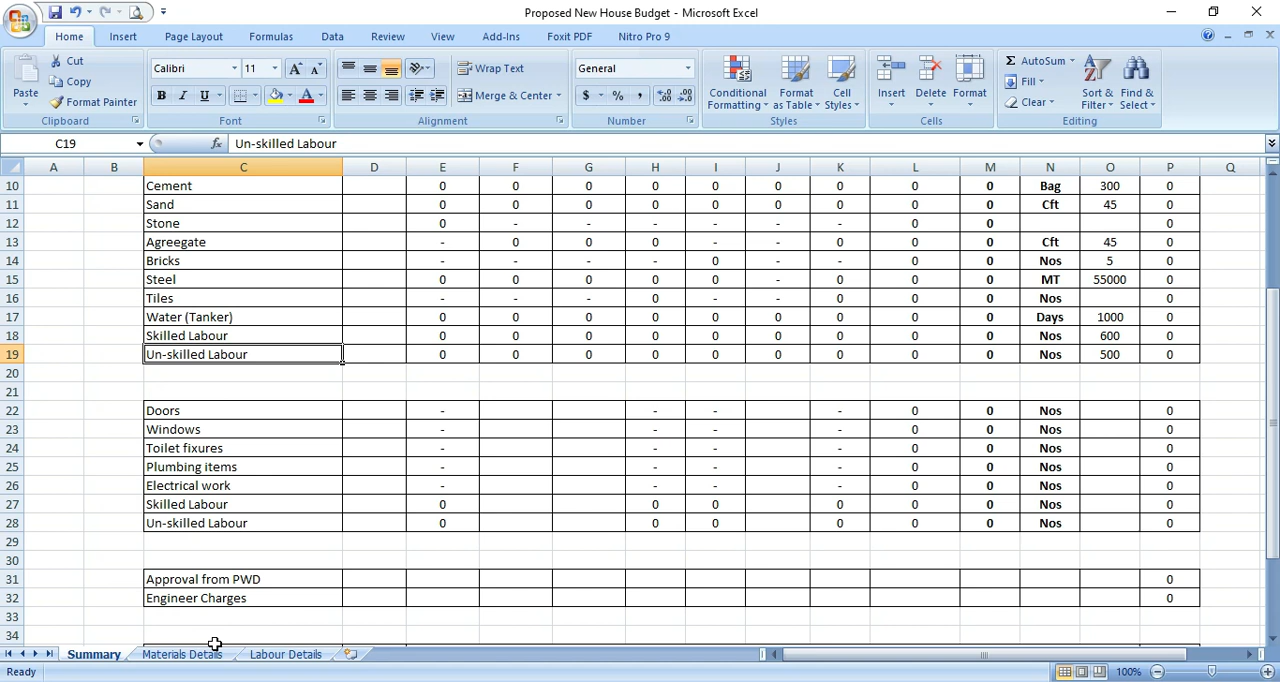 Proposed New House Budget - Microsoft Excel
Home Insert Page Layout Formulas Data Review View Add-Ins Foxit PDF Nitro Pro 9
Paste
Cut
Copy
Format Painter
Clipboard
Calibri 11
B I U
Font
Wrap Text
Merge & Center
Alignment
General
$ % ,
Number
Conditional Formatting
Format as Table
Cell Styles
Styles
Insert Delete Format
Cells
Σ AutoSum
Fill
Clear
Sort & Filter
Find & Select
Editing
C19 fx Un-skilled Labour
A B C D E F G H I J K L M N O P Q
10 Cement 0 0 0 0 0 0 0 0 0 Bag 300 0
11 Sand 0 0 0 0 0 0 0 0 0 Cft 45 0
12 Stone 0 - - - - - - 0 0 0
13 Agreegate - 0 0 0 - - 0 0 0 Cft 45 0
14 Bricks - - - - 0 - 0 0 0 Nos 5 0
15 Steel 0 0 0 0 0 - 0 0 0 MT 55000 0
16 Tiles - - - 0 - - 0 0 0 Nos 0
17 Water (Tanker) 0 0 0 0 0 0 0 0 0 Days 1000 0
18 Skilled Labour 0 0 0 0 0 0 0 0 0 Nos 600 0
19 Un-skilled Labour 0 0 0 0 0 0 0 0 0 Nos 500 0
20
21
22 Doors - - - - 0 0 Nos 0
23 Windows - - - - 0 0 Nos 0
24 Toilet fixures - - - - 0 0 Nos 0
25 Plumbing items - - - - 0 0 Nos 0
26 Electrical work - - - - 0 0 Nos 0
27 Skilled Labour 0 0 0 0 0 0 Nos 0
28 Un-skilled Labour 0 0 0 0 0 0 Nos 0
29
30
31 Approval from PWD 0
32 Engineer Charges 0
33
34
Summary Materials Details Labour Details
Ready 100%